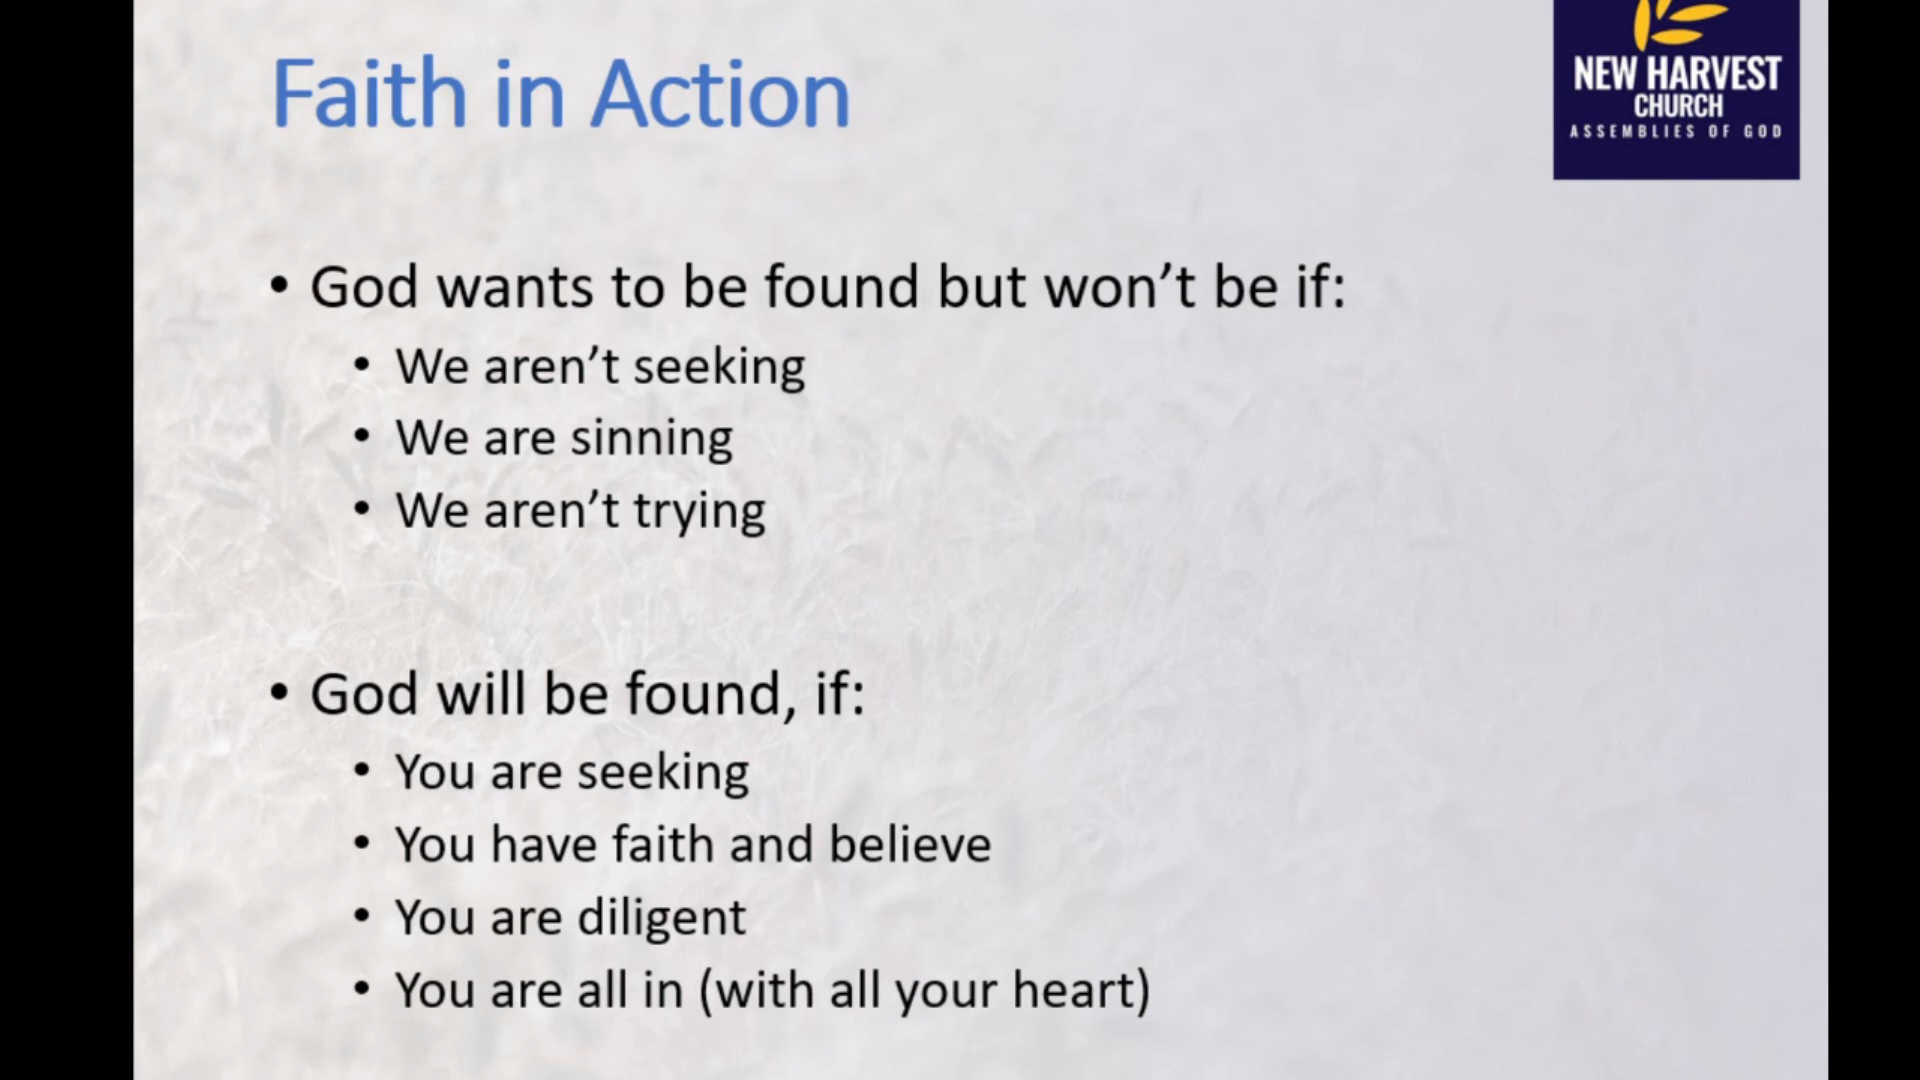 Faith in Action
NEW HARVEST
CHURCH
ASSEMBLIES OF GOD
• God wants to be found but won’t be if:
• We aren’t seeking
• We are sinning
• We aren’t trying
• God will be found, if:
• You are seeking
• You have faith and believe
• You are diligent
• You are all in (with all your heart)